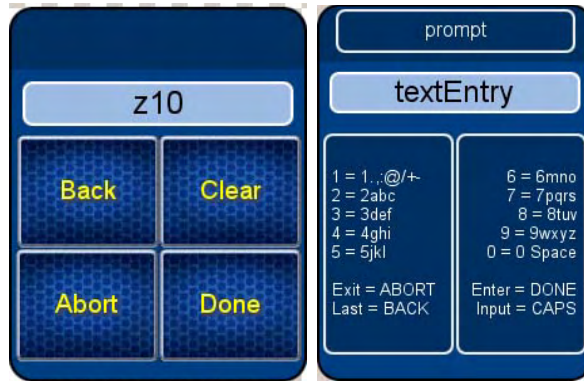 z10
Back
Clear
Abort
Done
prompt
textEntry
1 = 1.,:@/+-
2 = 2abc
3 = 3def
4 = 4ghi
5 = 5jkl
Exit = ABORT
Last = BACK
6 = 6mno
7 = 7pqrs
8 = 8tuv
9 = 9wxyz
0 = 0 Space
Enter = DONE
Input = CAPS